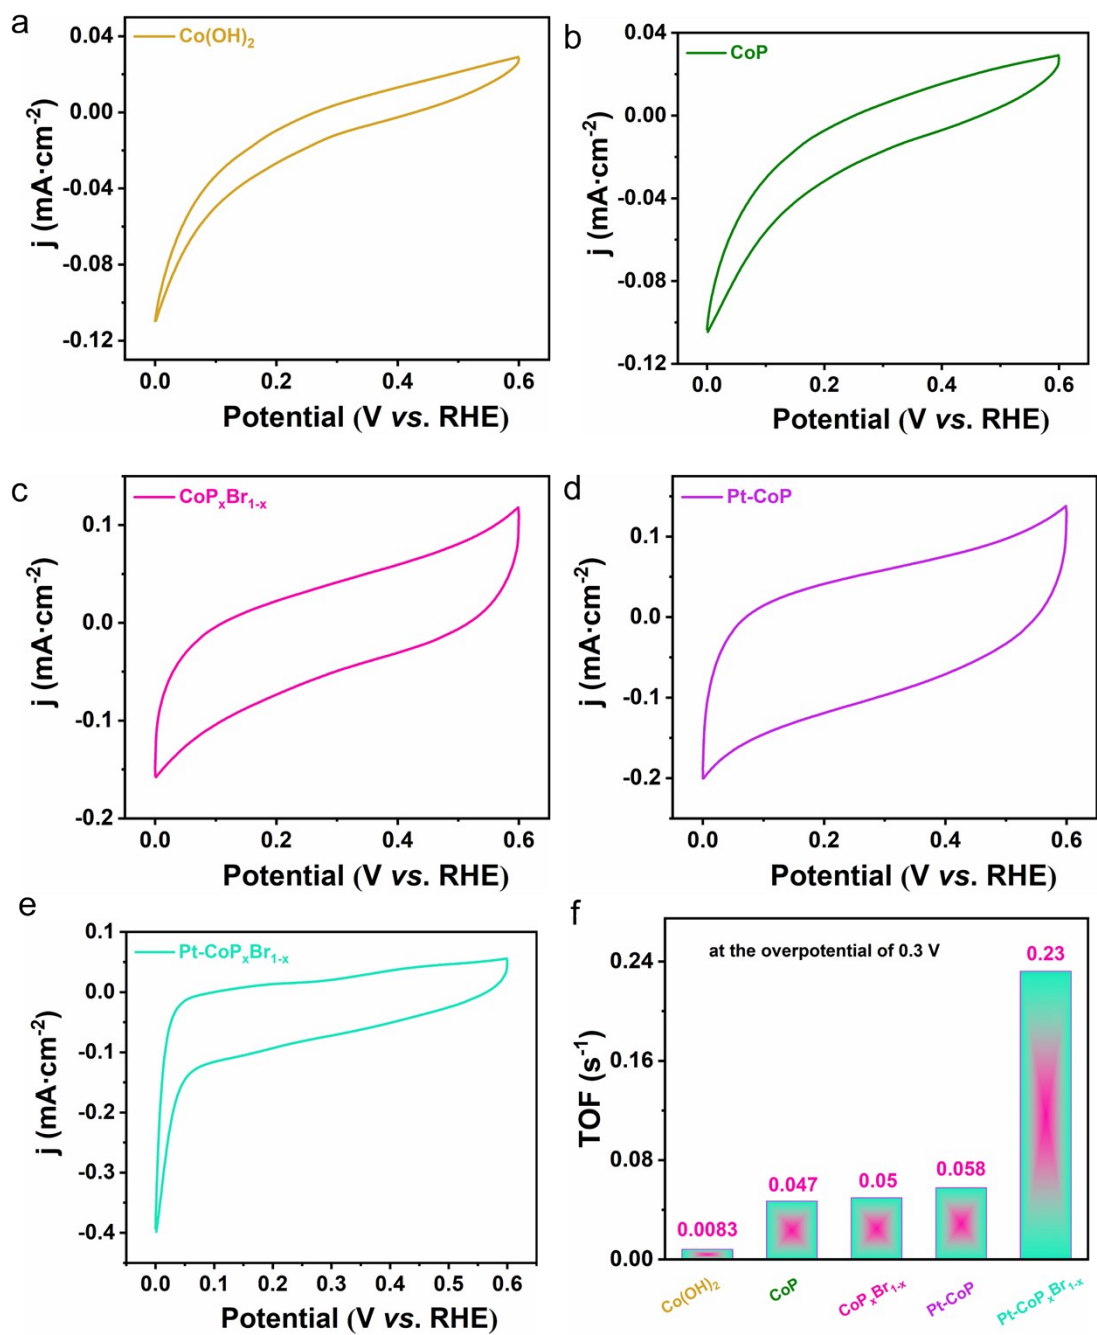 a
Co(OH)₂
j (mA·cm⁻²)
0.04
0.00
-0.04
-0.08
-0.12
0.0 0.2 0.4 0.6
Potential (V vs. RHE)
b
CoP
j (mA·cm⁻²)
0.04
0.00
-0.04
-0.08
-0.12
0.0 0.2 0.4 0.6
Potential (V vs. RHE)
c
CoPₓBr₁₋ₓ
j (mA·cm⁻²)
0.1
0.0
-0.1
-0.2
0.0 0.2 0.4 0.6
Potential (V vs. RHE)
d
Pt-CoP
j (mA·cm⁻²)
0.1
0.0
-0.1
-0.2
0.0 0.2 0.4 0.6
Potential (V vs. RHE)
e
Pt-CoPₓBr₁₋ₓ
j (mA·cm⁻²)
0.1
0.0
-0.1
-0.2
-0.3
-0.4
0.0 0.1 0.2 0.3 0.4 0.5 0.6
Potential (V vs. RHE)
f
at the overpotential of 0.3 V
TOF (s⁻¹)
0.24
0.16
0.08
0.00
0.0083
0.047
0.05
0.058
0.23
Co(OH)₂
CoP
CoPₓBr₁₋ₓ
Pt-CoP
Pt-CoPₓBr₁₋ₓ